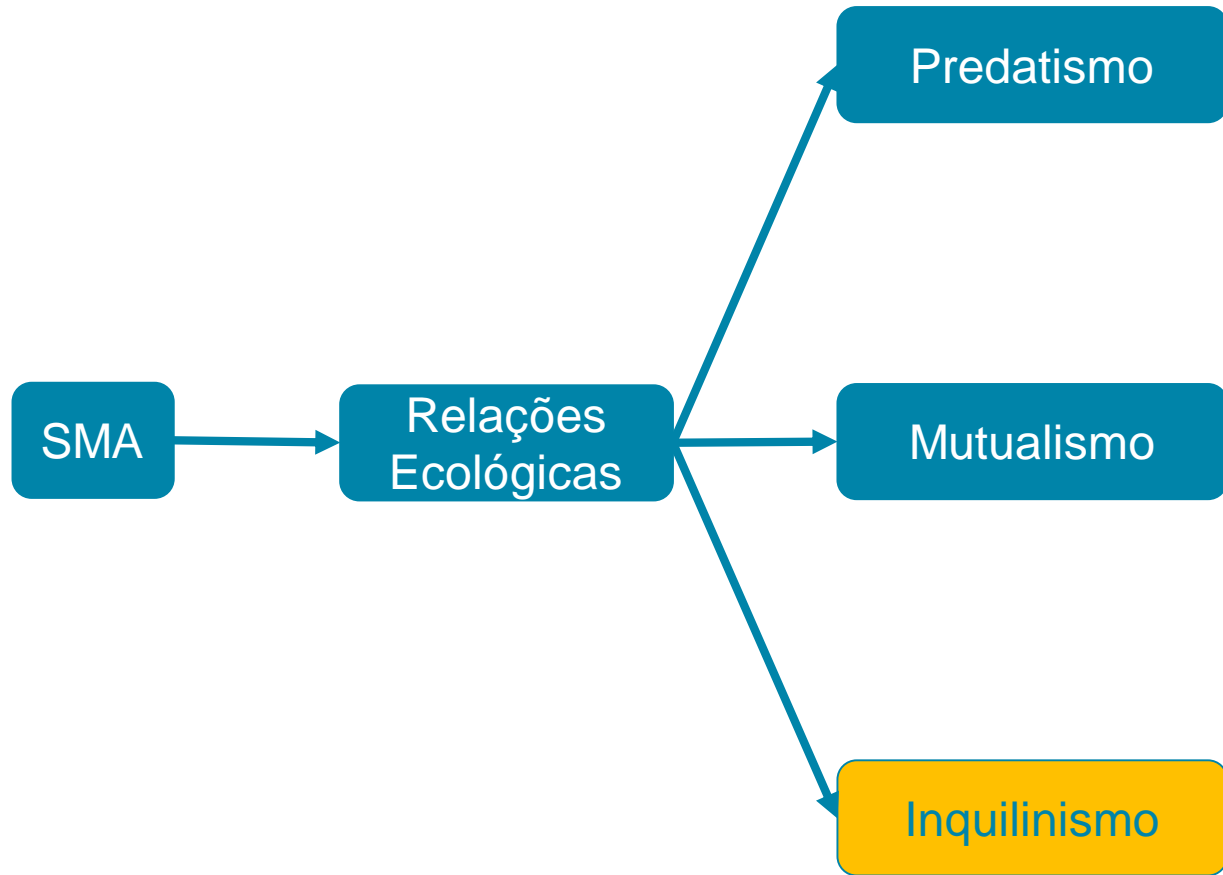 Predatismo
SMA
Relações
Ecológicas
Mutualismo
Inquilinismo